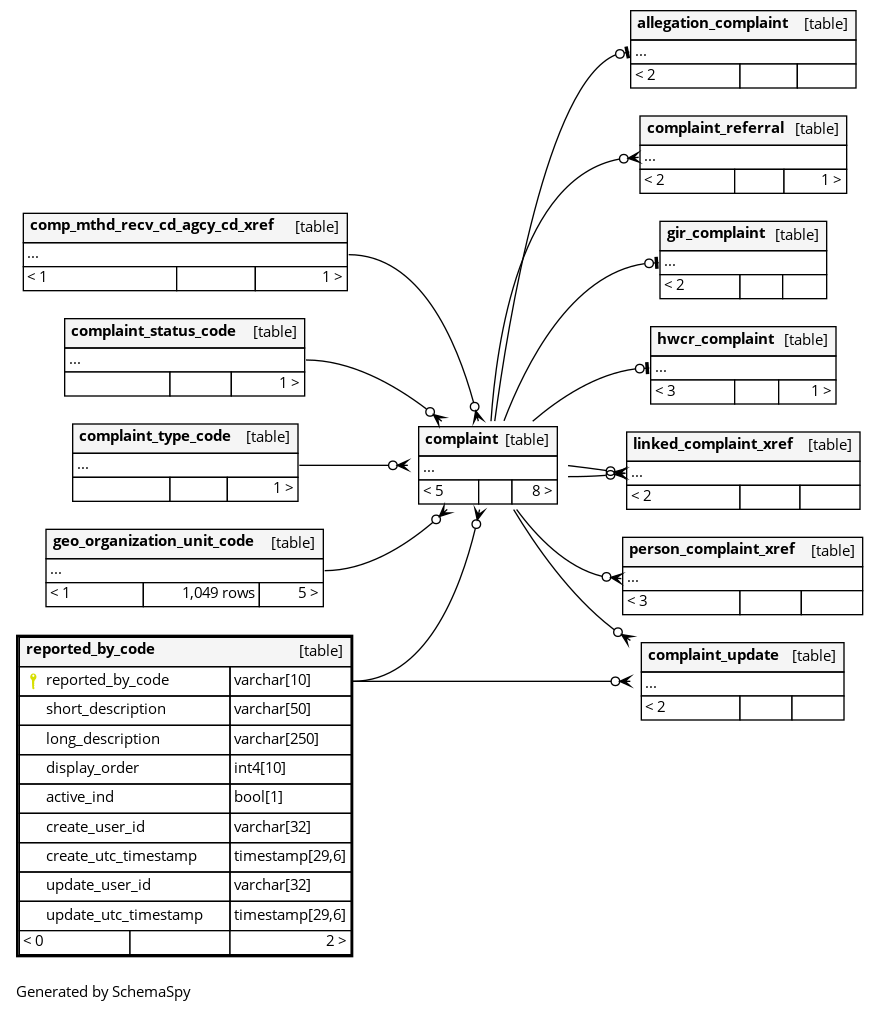 allegation_complaint [table]
...
< 2
complaint_referral [table]
...
< 2 1 >
comp_mthd_recv_cd_agcy_cd_xref [table]
...
< 1 1 >
gir_complaint [table]
...
< 2
complaint_status_code [table]
...
1 >
hwcr_complaint [table]
...
< 3 1 >
complaint_type_code [table]
...
1 >
complaint [table]
...
< 5 8 >
linked_complaint_xref [table]
...
< 2
geo_organization_unit_code [table]
...
< 1 1,049 rows 5 >
person_complaint_xref [table]
...
< 3
reported_by_code [table]
reported_by_code varchar[10]
short_description varchar[50]
long_description varchar[250]
display_order int4[10]
active_ind bool[1]
create_user_id varchar[32]
create_utc_timestamp timestamp[29,6]
update_user_id varchar[32]
update_utc_timestamp timestamp[29,6]
< 0 2 >
complaint_update [table]
...
< 2
Generated by SchemaSpy